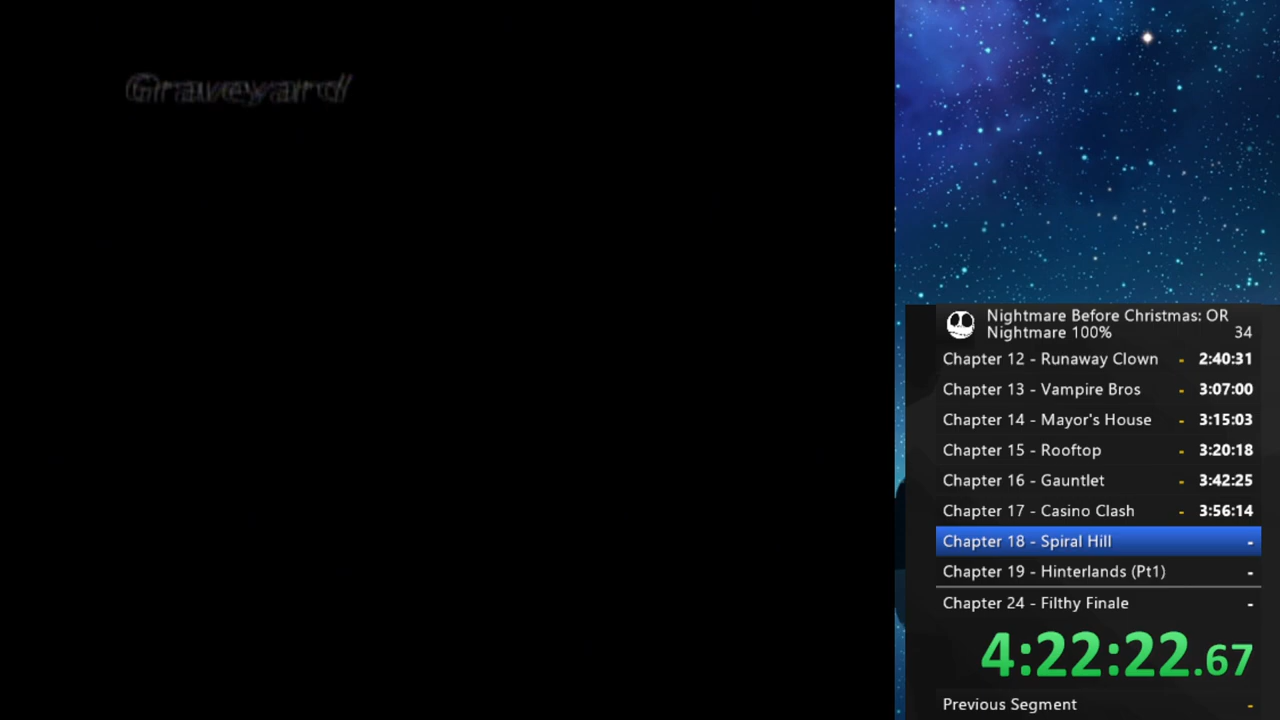 Graveyard
Nightmare Before Christmas: OR
Nightmare 100% 34
Chapter 12 - Runaway Clown - 2:40:31
Chapter 13 - Vampire Bros - 3:07:00
Chapter 14 - Mayor's House - 3:15:03
Chapter 15 - Rooftop - 3:20:18
Chapter 16 - Gauntlet - 3:42:25
Chapter 17 - Casino Clash - 3:56:14
Chapter 18 - Spiral Hill -
Chapter 19 - Hinterlands (Pt1) -
Chapter 24 - Filthy Finale -
4:22:22.67
Previous Segment -